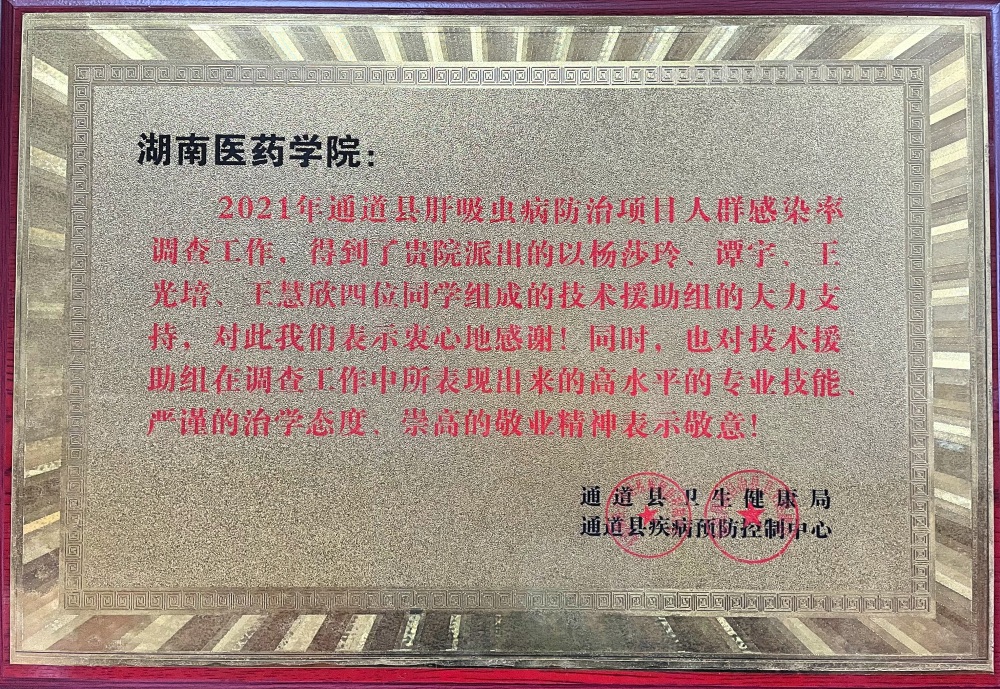 湖南医药学院：
2021年通道县肝吸虫病防治项目人群感染率
调查工作，得到了贵院派出的以杨莎玲、谭宇、王
光培、王慧欣四位同学组成的技术援助组的大力支
持，对此我们表示衷心地感谢！同时，也对技术援
助组在调查工作中所表现出来的高水平的专业技能、
严谨的治学态度、崇高的敬业精神表示敬意！
通道县卫生健康局
通道县疾病预防控制中心